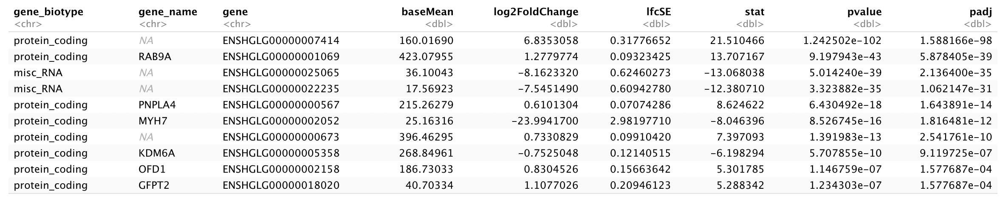 gene_biotype gene_name gene baseMean log2FoldChange lfcSE stat pvalue padj
<chr> <chr> <chr> <dbl> <dbl> <dbl> <dbl> <dbl> <dbl>
protein_coding NA ENSHGLG00000007414 160.01690 6.8353058 0.31776652 21.510466 1.242502e-102 1.588166e-98
protein_coding RAB9A ENSHGLG00000001069 423.07955 1.2779774 0.09323425 13.707167 9.197943e-43 5.878405e-39
misc_RNA NA ENSHGLG00000025065 36.10043 -8.1623320 0.62460273 -13.068038 5.014240e-39 2.136400e-35
misc_RNA NA ENSHGLG00000022235 17.56923 -7.5451490 0.60942780 -12.380710 3.323882e-35 1.062147e-31
protein_coding PNPLA4 ENSHGLG00000000567 215.26279 0.6101304 0.07074286 8.624622 6.430492e-18 1.643891e-14
protein_coding MYH7 ENSHGLG00000002052 25.16316 -23.9941700 2.98197710 -8.046396 8.526745e-16 1.816481e-12
protein_coding NA ENSHGLG00000000673 396.46295 0.7330829 0.09910420 7.397093 1.391983e-13 2.541761e-10
protein_coding KDM6A ENSHGLG00000005358 268.84961 -0.7525048 0.12140515 -6.198294 5.707855e-10 9.119725e-07
protein_coding OFD1 ENSHGLG00000002158 186.73033 0.8304526 0.15663642 5.301785 1.146759e-07 1.577687e-04
protein_coding GFPT2 ENSHGLG00000018020 40.70334 1.1077026 0.20946123 5.288342 1.234303e-07 1.577687e-04